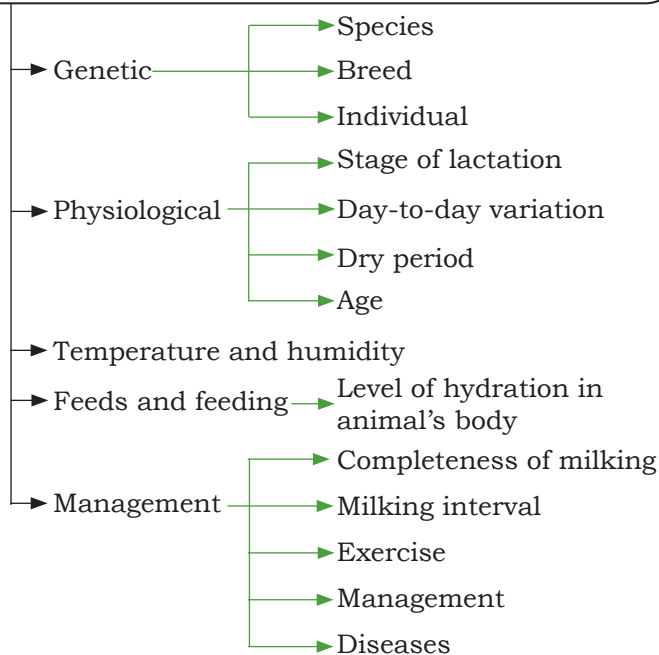 Genetic
Species
Breed
Individual
Physiological
Stage of lactation
Day-to-day variation
Dry period
Age
Temperature and humidity
Feeds and feeding
Level of hydration in
animal's body
Management
Completeness of milking
Milking interval
Exercise
Management
Diseases